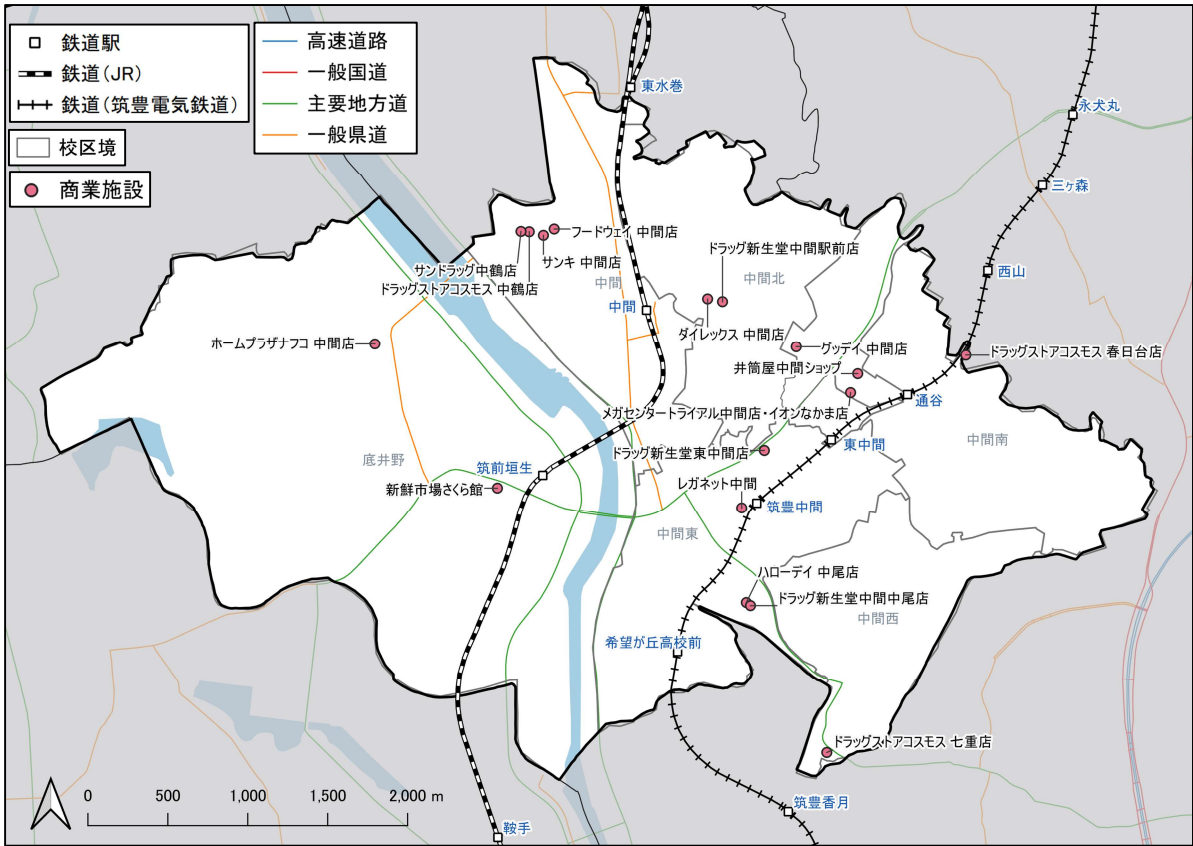 鉄道駅
鉄道(JR)
鉄道(筑豊電気鉄道)
校区境
商業施設
高速道路
一般国道
主要地方道
一般県道
東水巻
永犬丸
三ヶ森
フードウェイ 中間店
サンキ 中間店
サンドラッグ中鶴店
ドラッグストアコスモス 中鶴店
中間
ドラッグ新生堂中間駅前店
中間北
西山
中間
ダイレックス 中間店
ホームプラザナフコ 中間店
グッデイ 中間店
ドラッグストアコスモス 春日台店
井筒屋中間ショップ
通谷
メガセンタートライアル中間店・イオンなかま店
東中間
中間南
ドラッグ新生堂東中間店
底井野
筑前垣生
新鮮市場さくら館
レガネット中間
筑豊中間
中間東
ハローデイ 中尾店
ドラッグ新生堂中間中尾店
中間西
希望が丘高校前
ドラッグストアコスモス 七重店
筑豊香月
鞍手
0 500 1,000 1,500 2,000 m